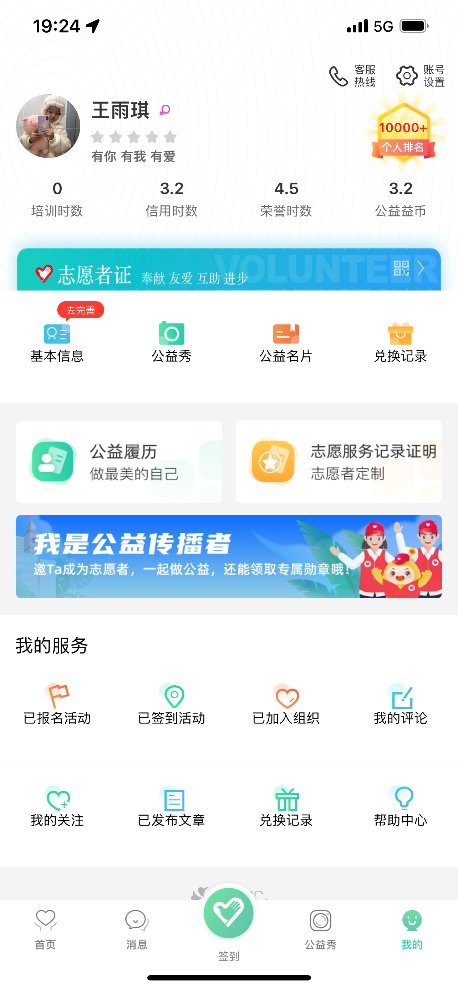 19:24
5G
客服
热线
账号
设置
王雨琪
有你 有我 有爱
10000+
个人排名
0
3.2
4.5
3.2
培训时数
信用时数
荣誉时数
公益益币
VOLUNTEER
志愿者证 奉献 友爱 互助 进步
去完善
基本信息
公益秀
公益名片
兑换记录
公益履历
做最美的自己
志愿服务记录证明
志愿者定制
我是公益传播者
邀Ta成为志愿者，一起做公益，还能领取专属勋章哦！
我的服务
已报名活动
已签到活动
已加入组织
我的评论
我的关注
已发布文章
兑换记录
帮助中心
首页
消息
签到
公益秀
我的